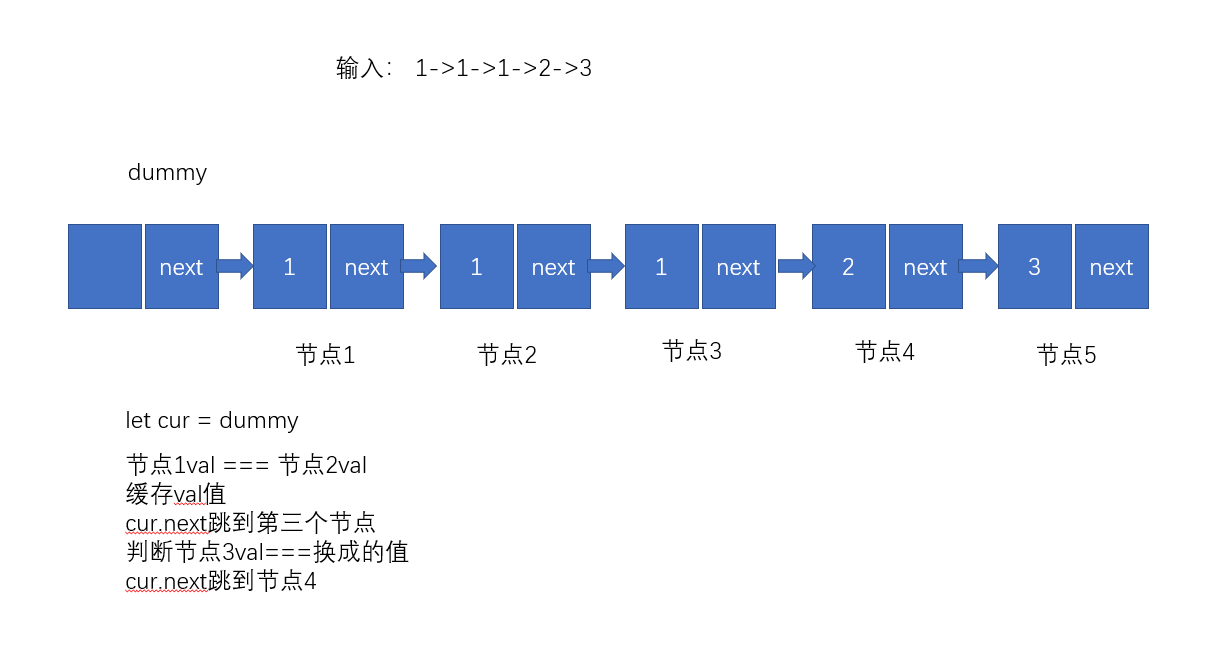 输入： 1->1->1->2->3
dummy
next 1 next 1 next 1 next 2 next 3 next
节点1 节点2 节点3 节点4 节点5
let cur = dummy
节点1val === 节点2val
缓存val值
cur.next跳到第三个节点
判断节点3val===换成的值
cur.next跳到节点4